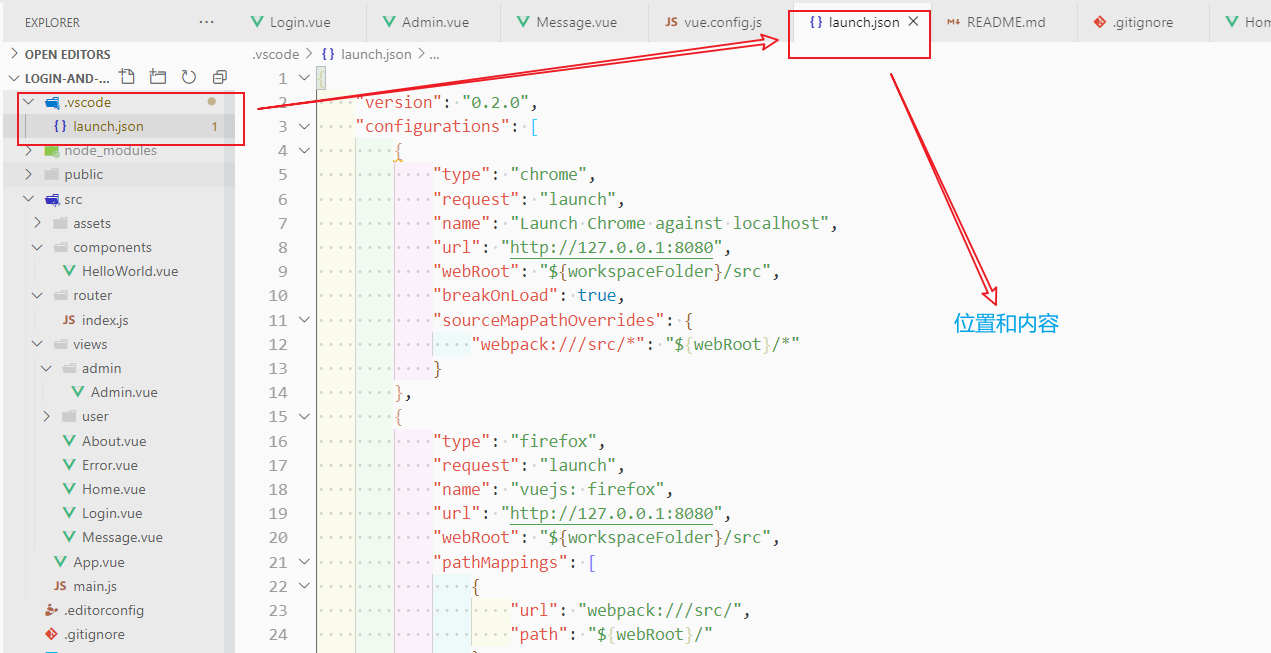 EXPLORER
Login.vue
Admin.vue
Message.vue
JS vue.config.js
{} launch.json
README.md
.gitignore
Hom
OPEN EDITORS
LOGIN-AND-...
.vscode
{} launch.json 1
node_modules
public
src
assets
components
HelloWorld.vue
router
JS index.js
views
admin
Admin.vue
user
About.vue
Error.vue
Home.vue
Login.vue
Message.vue
App.vue
JS main.js
.editorconfig
.gitignore
.vscode > {} launch.json > ...
1 {
2 "version": "0.2.0",
3 "configurations": [
4 {
5 "type": "chrome",
6 "request": "launch",
7 "name": "Launch Chrome against localhost",
8 "url": "http://127.0.0.1:8080",
9 "webRoot": "${workspaceFolder}/src",
10 "breakOnLoad": true,
11 "sourceMapPathOverrides": {
12 "webpack:///src/*": "${webRoot}/*"
13 }
14 },
15 {
16 "type": "firefox",
17 "request": "launch",
18 "name": "vuejs: firefox",
19 "url": "http://127.0.0.1:8080",
20 "webRoot": "${workspaceFolder}/src",
21 "pathMappings": [
22 {
23 "url": "webpack:///src/",
24 "path": "${webRoot}/"
位置和内容